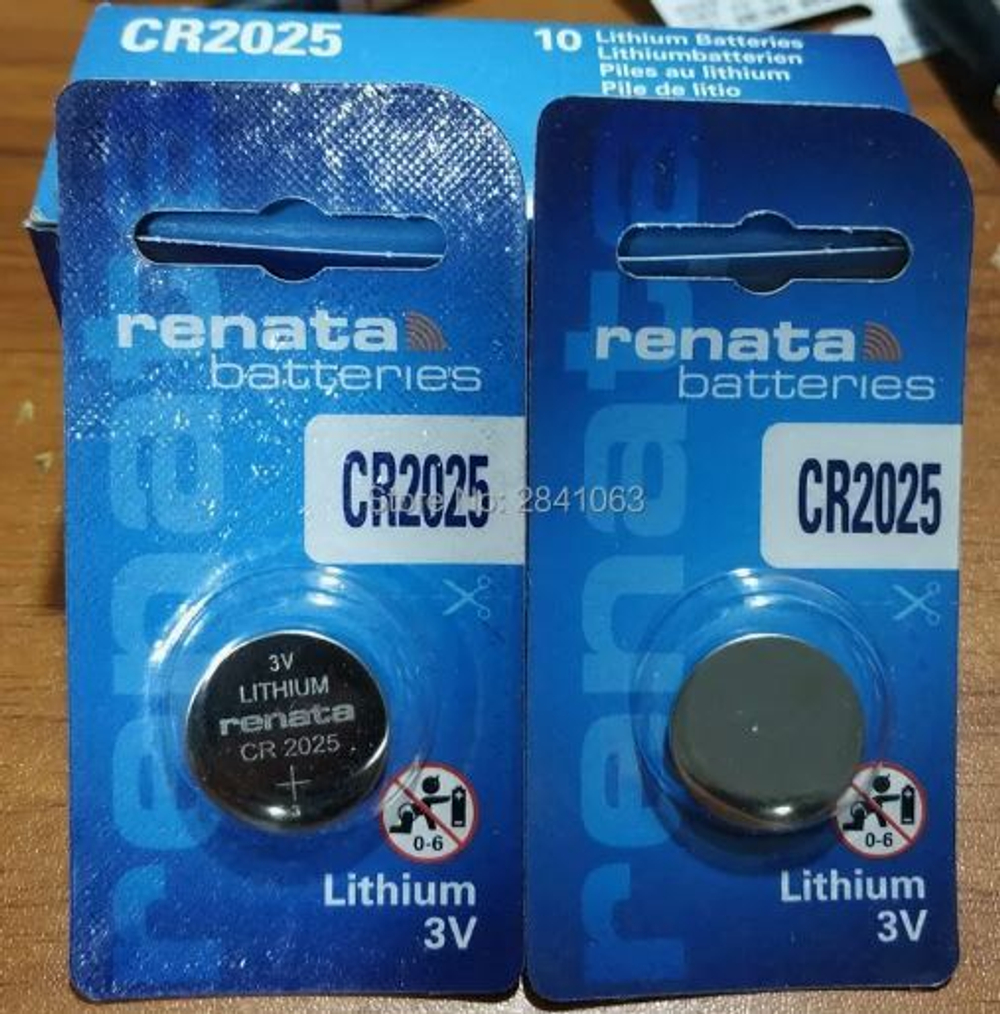 CR2025
10 Lithium Batteries
Lithiumbatterien
Piles au lithium
Pile de litio
renata
batteries
CR2025
3V
LITHIUM
renata
CR 2025
+
3
0-6
Lithium
3V
renata
renata
batteries
CR2025
0-6
Lithium
3V
renata
Store No: 2841063